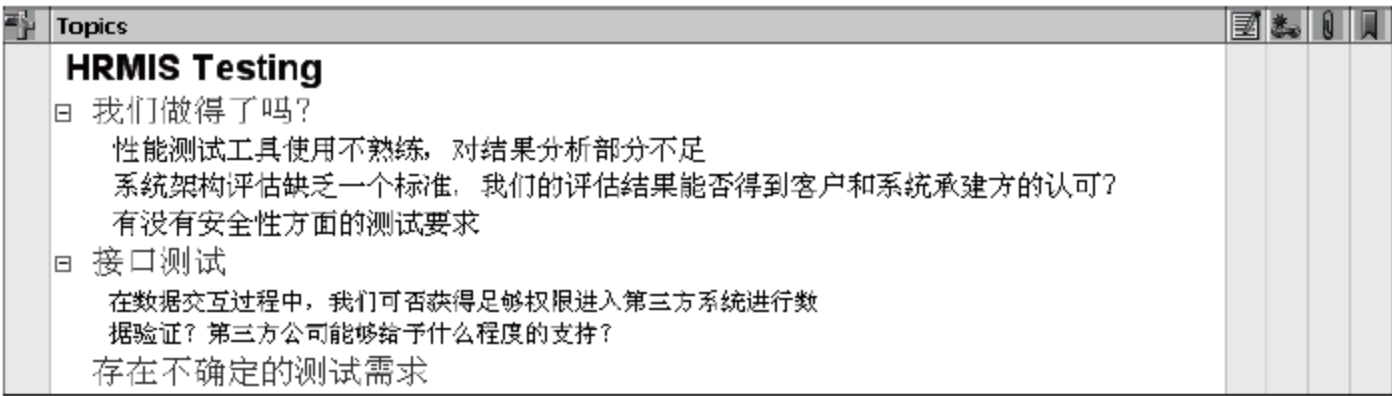 Topics
HRMIS Testing
我们做得了吗？
性能测试工具使用不熟练，对结果分析部分不足
系统架构评估缺乏一个标准，我们的评估结果能否得到客户和系统承建方的认可？
有没有安全性方面的测试要求
接口测试
在数据交互过程中，我们可否获得足够权限进入第三方系统进行数
据验证？第三方公司能够给予什么程度的支持？
存在不确定的测试需求